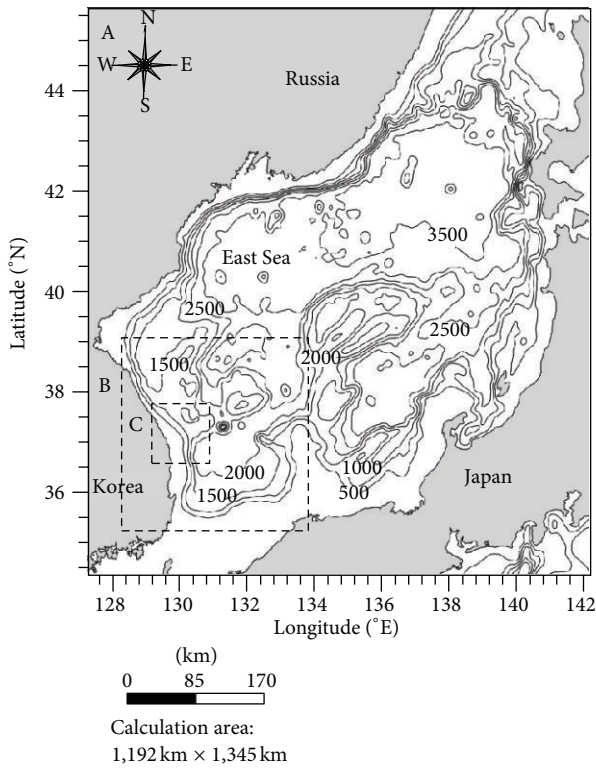 A
N
W E
S
Russia
44
42
3500
East Sea
40
2500
2500
2000
1500
B
38
C
2000
1000
Japan
Korea
1500
500
36
Latitude (°N)
128 130 132 134 136 138 140 142
Longitude (°E)
(km)
0 85 170
Calculation area:
1,192 km × 1,345 km